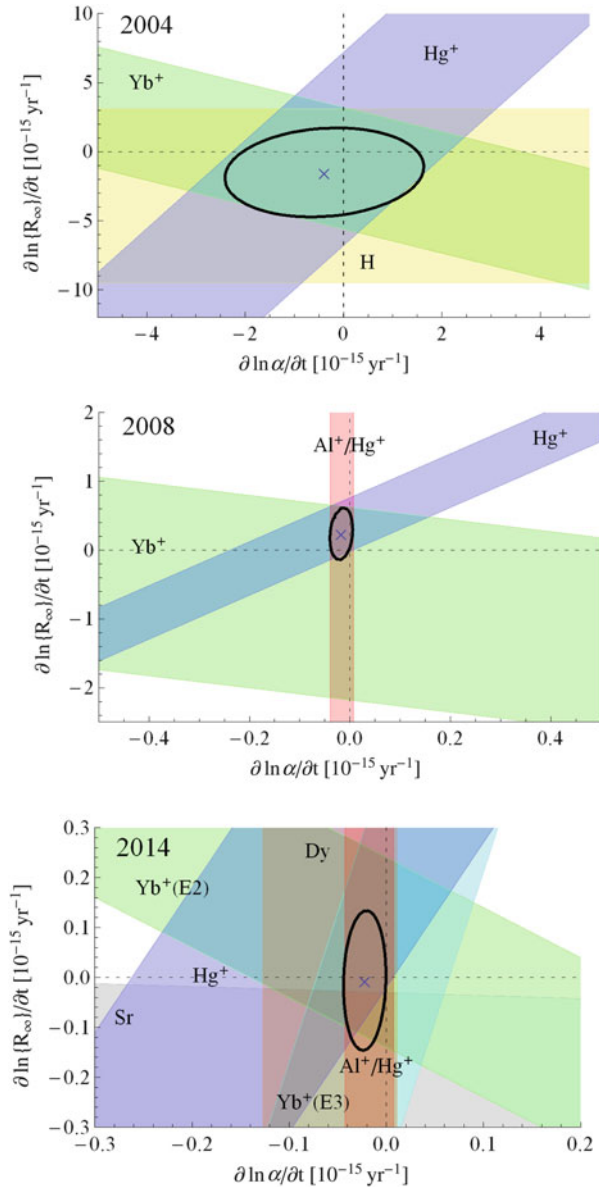 2004
10
5
0
−5
−10
Yb⁺
Hg⁺
H
∂ ln{R∞}/∂t [10⁻¹⁵ yr⁻¹]
−4 −2 0 2 4
∂ ln α/∂t [10⁻¹⁵ yr⁻¹]
2008
2
1
0
−1
−2
Al⁺/Hg⁺
Hg⁺
Yb⁺
∂ ln{R∞}/∂t [10⁻¹⁵ yr⁻¹]
−0.4 −0.2 0.0 0.2 0.4
∂ ln α/∂t [10⁻¹⁵ yr⁻¹]
2014
0.3
0.2
0.1
0.0
−0.1
−0.2
−0.3
Dy
Yb⁺(E2)
Hg⁺
Sr
Al⁺/Hg⁺
Yb⁺(E3)
∂ ln{R∞}/∂t [10⁻¹⁵ yr⁻¹]
−0.3 −0.2 −0.1 0.0 0.1 0.2
∂ ln α/∂t [10⁻¹⁵ yr⁻¹]